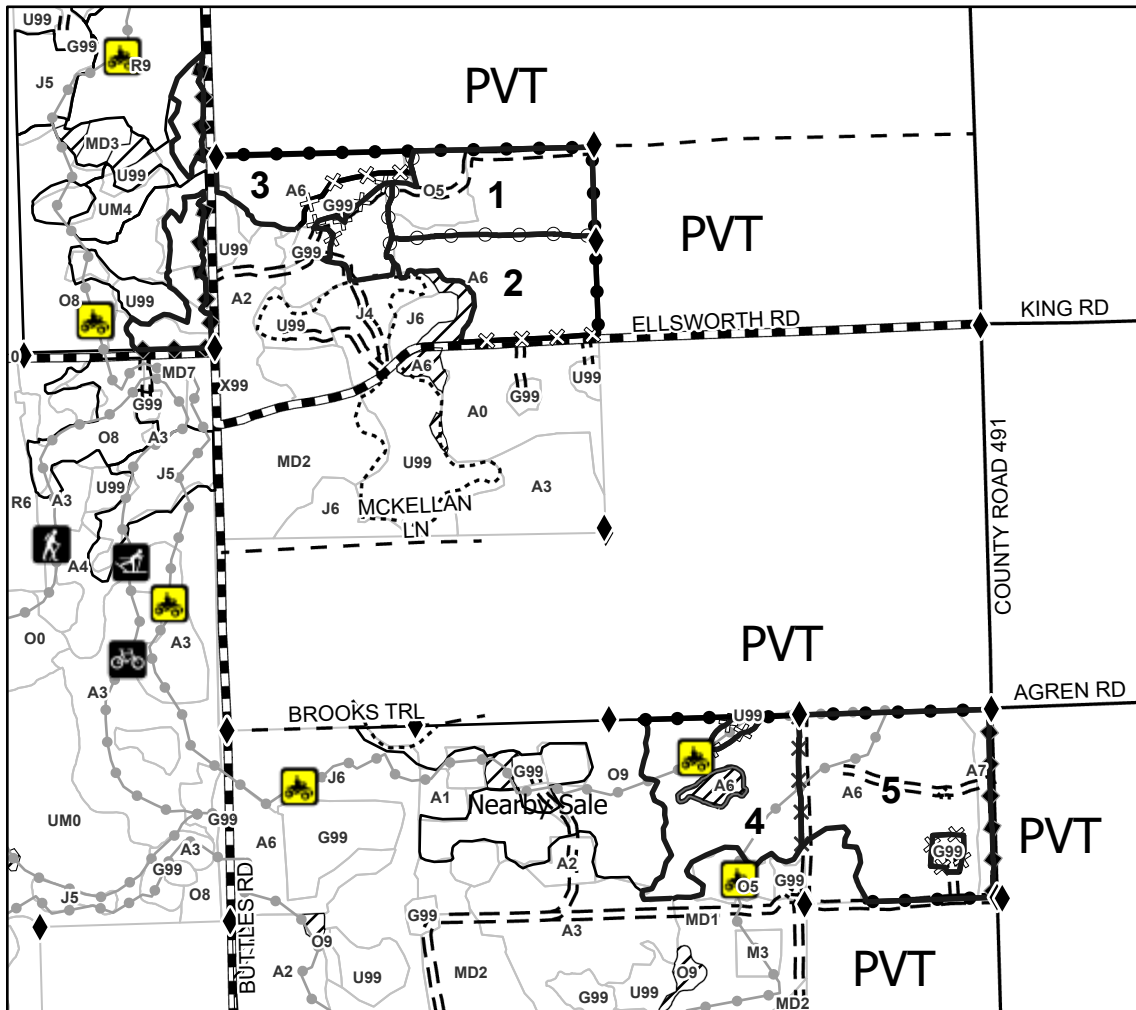 U99
G99
R9
PVT
J5
MD3
U99
3
A6
O5
1
UM4
G99
PVT
U99
G99
A6
2
U99
O8
A2
U99
J4
J6
ELLSWORTH RD
KING RD
0
MD7
X99
A6
U99
G99
G99
A0
O8
A3
COUNTY ROAD 491
J5
MD2
U99
U99
A3
R6
A3
J6
MCKELLAN
LN
A4
O0
A3
PVT
A3
AGREN RD
BROOKS TRL
U99
J6
G99
O9
A7
A1
A6
A6
5
Nearby Sale
UM0
G99
A6
G99
4
PVT
A3
A2
G99
G99
O5
G99
J5
O8
BUTTLES RD
G99
A3
MD1
O9
M3
A2
U99
MD2
O9
PVT
G99
U99
MD2